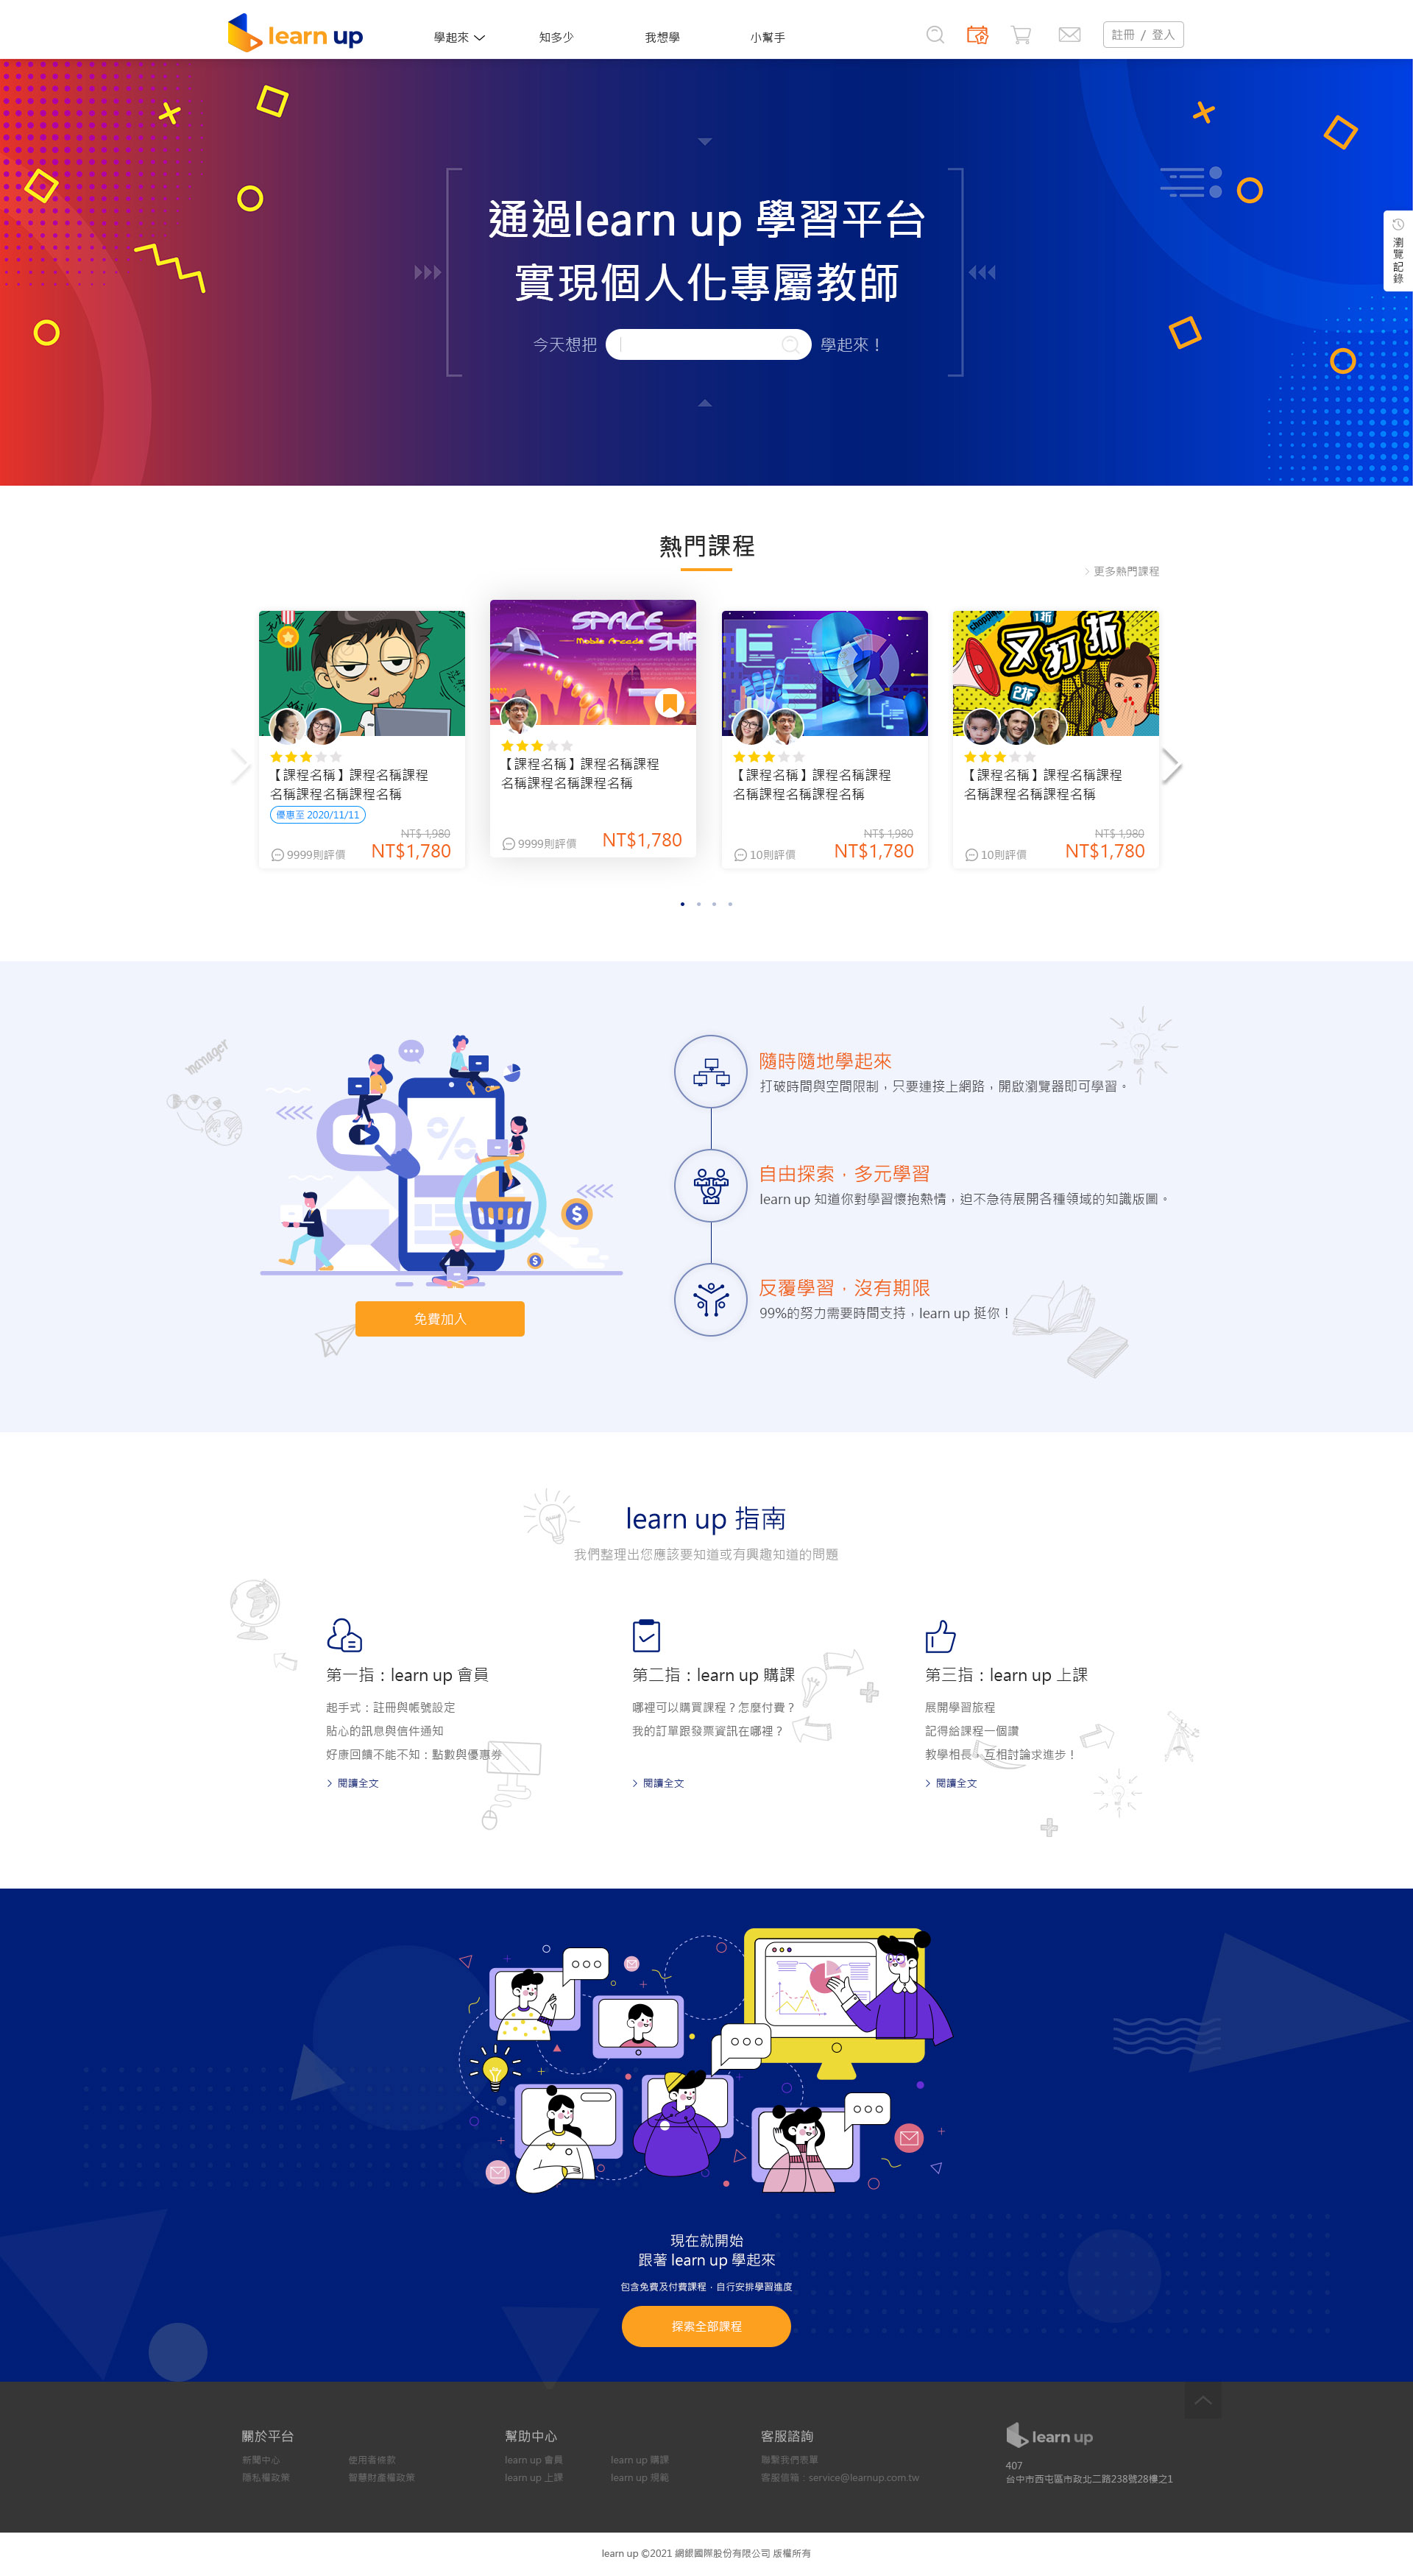 learn up
學起來
知多少
我想學
小幫手
註冊 / 登入
瀏覽記錄
通過learn up 學習平台
實現個人化專屬教師
今天想把
學起來！
熱門課程
更多熱門課程
SPACE
SHIP
Mobile Arcade
chopping
1折
又打折
2折
【課程名稱】課程名稱課程
名稱課程名稱課程名稱
優惠至 2020/11/11
NT$ 1,980
9999則評價
NT$1,780
【課程名稱】課程名稱課程
名稱課程名稱課程名稱
9999則評價
NT$1,780
【課程名稱】課程名稱課程
名稱課程名稱課程名稱
NT$ 1,980
10則評價
NT$1,780
【課程名稱】課程名稱課程
名稱課程名稱課程名稱
NT$ 1,980
10則評價
NT$1,780
manager
隨時隨地學起來
打破時間與空間限制，只要連接上網路，開啟瀏覽器即可學習。
自由探索，多元學習
learn up 知道你對學習懷抱熱情，迫不急待展開各種領域的知識版圖。
反覆學習，沒有期限
99%的努力需要時間支持，learn up 挺你！
免費加入
learn up 指南
我們整理出您應該要知道或有興趣知道的問題
第一指：learn up 會員
起手式：註冊與帳號設定
貼心的訊息與信件通知
好康回饋不能不知：點數與優惠券
閱讀全文
第二指：learn up 購課
哪裡可以購買課程？怎麼付費？
我的訂單跟發票資訊在哪裡？
閱讀全文
第三指：learn up 上課
展開學習旅程
記得給課程一個讚
教學相長，互相討論求進步！
閱讀全文
現在就開始
跟著 learn up 學起來
包含免費及付費課程，自行安排學習進度
探索全部課程
關於平台
新聞中心
使用者條款
隱私權政策
智慧財產權政策
幫助中心
learn up 會員
learn up 購課
learn up 上課
learn up 規範
客服諮詢
聯繫我們表單
客服信箱：service@learnup.com.tw
learn up
407
台中市西屯區市政北二路238號28樓之1
learn up ©2021 網銀國際股份有限公司 版權所有